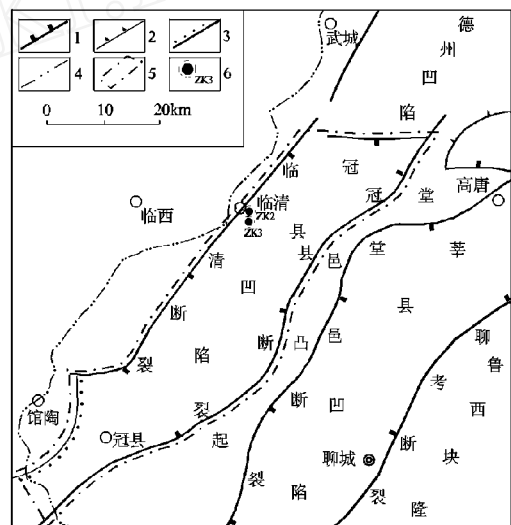 1 2 3
4 5 ZK3 6
0 10 20km
武城
德州凹陷
临清断裂
冠县凹陷
冠县断裂
堂邑凸起
堂邑断裂
莘县凹陷
聊考断裂
鲁西块隆
高唐
临西
临清
ZK2
ZK3
馆陶
冠县
聊城